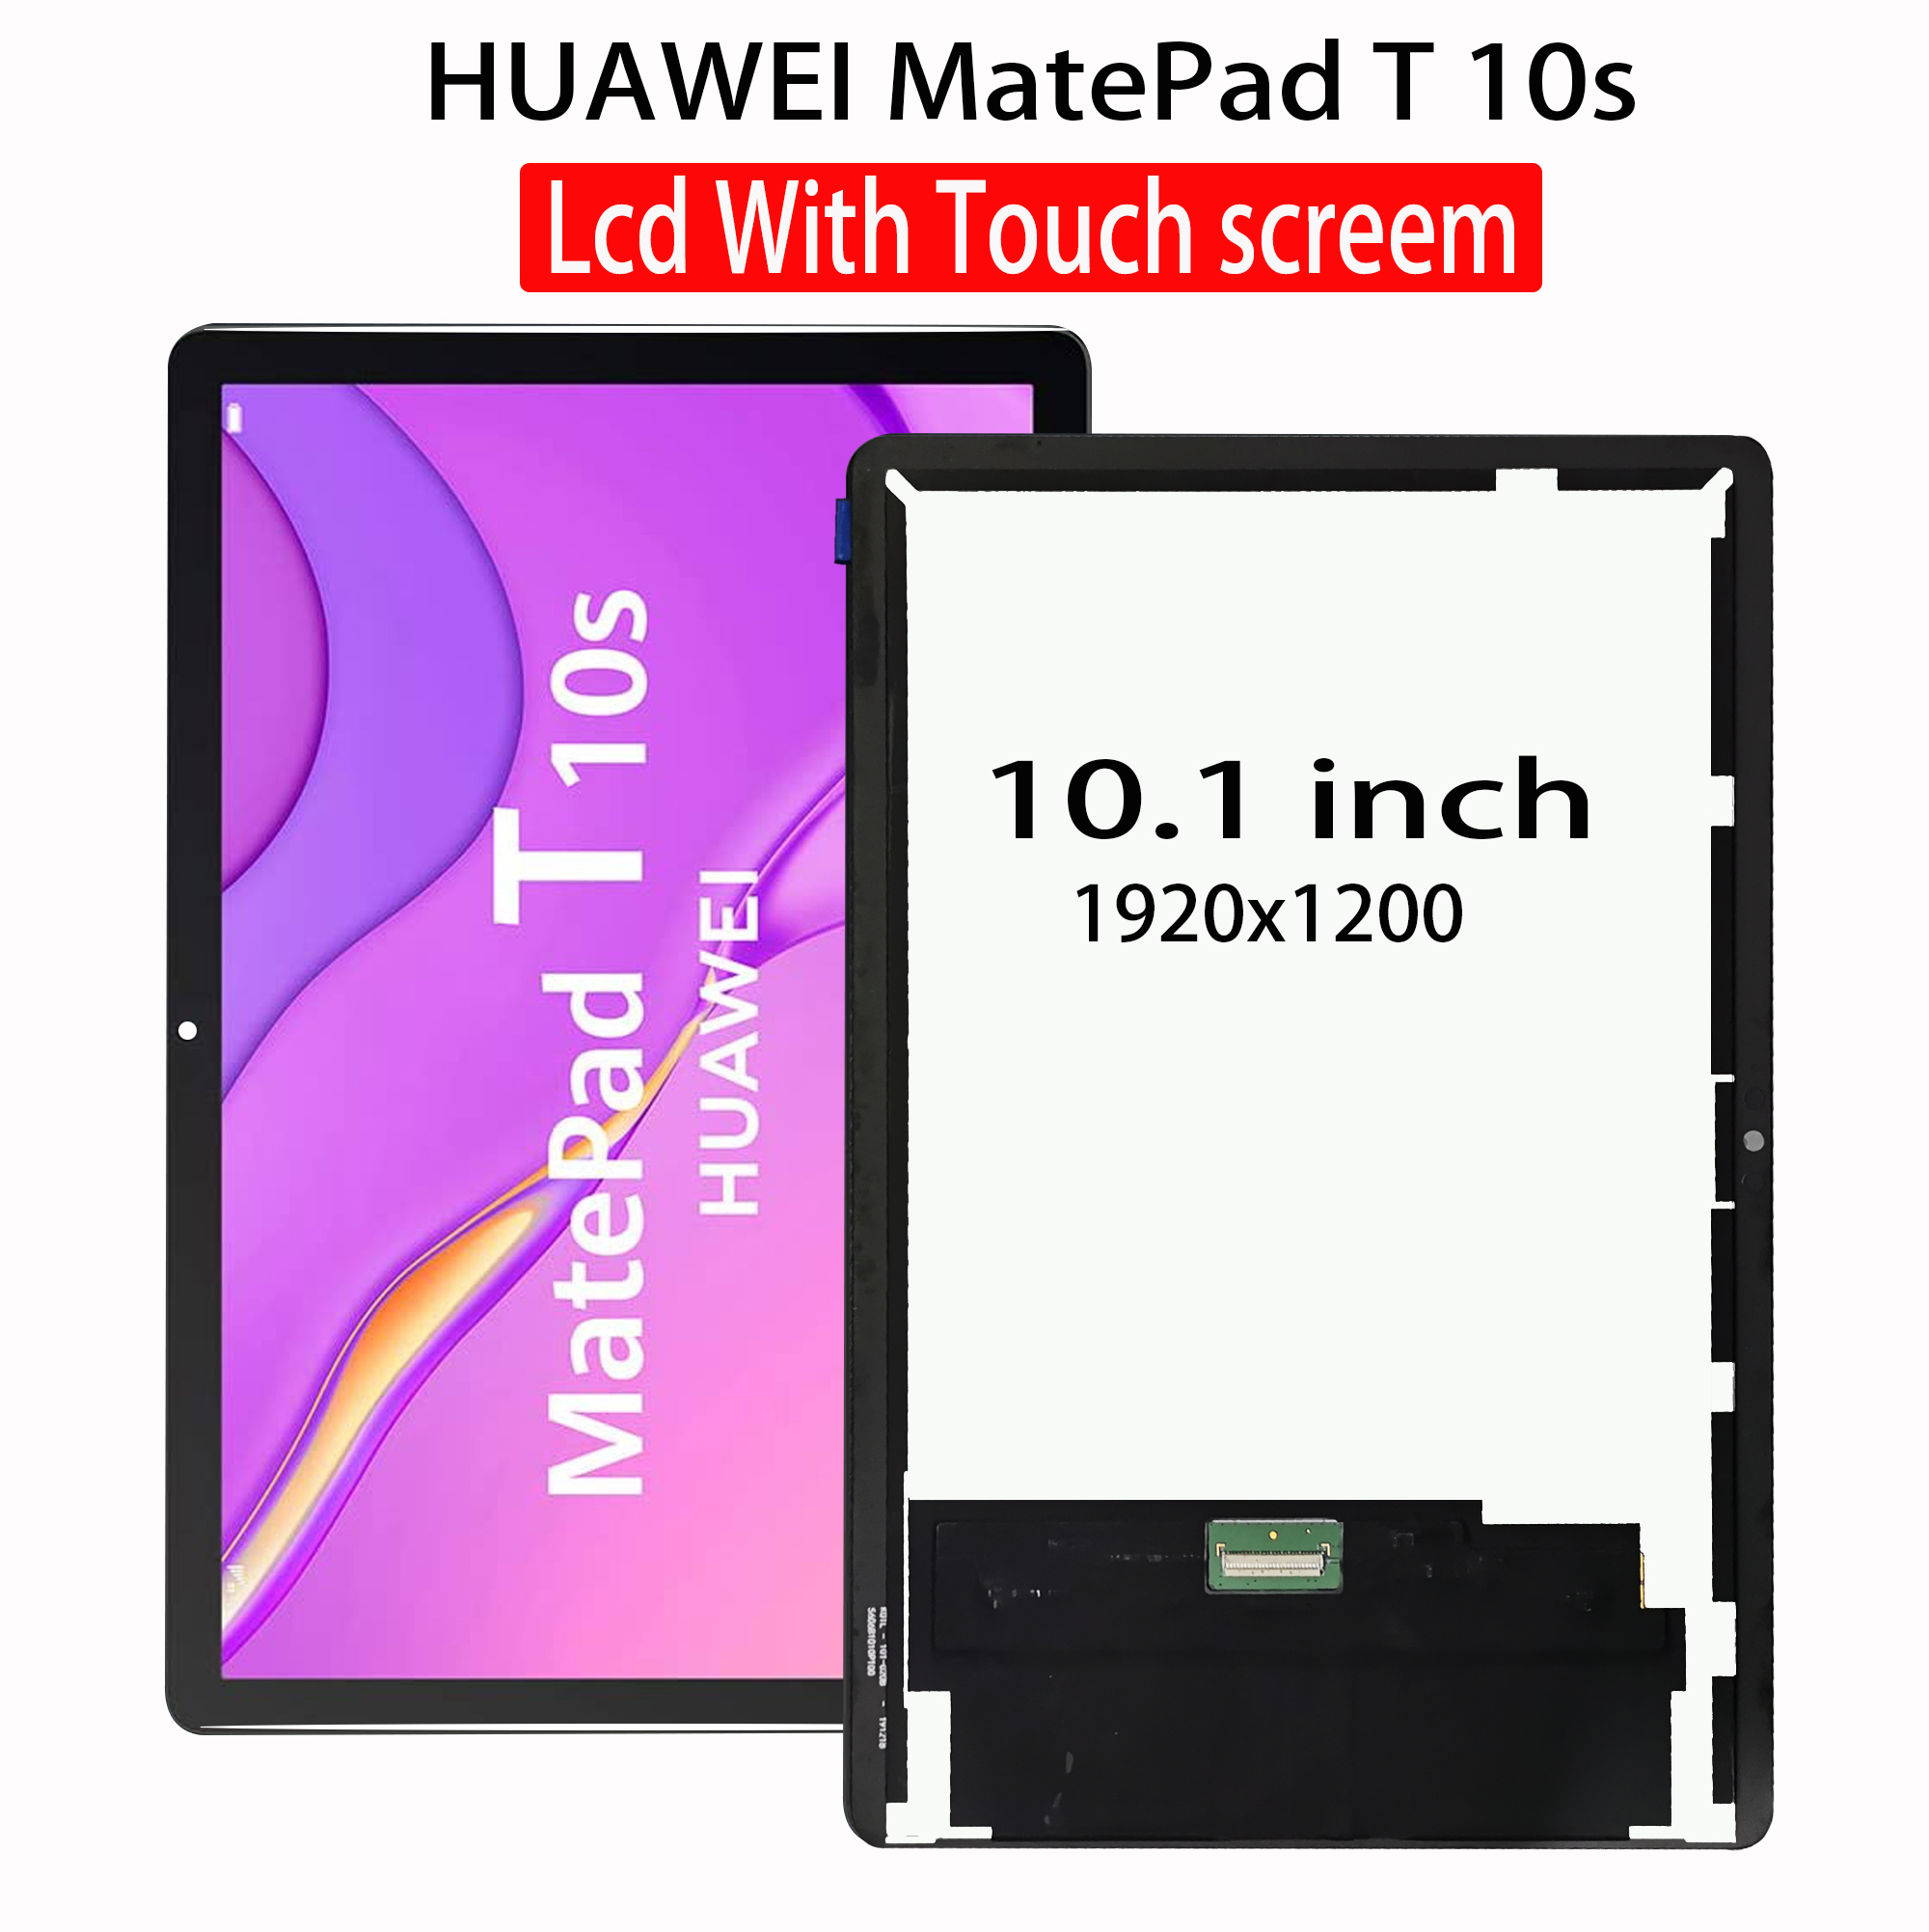 HUAWEI MatePad T 10s
Lcd With Touch screem
MatePad T 10s
HUAWEI
10.1 inch
1920x1200